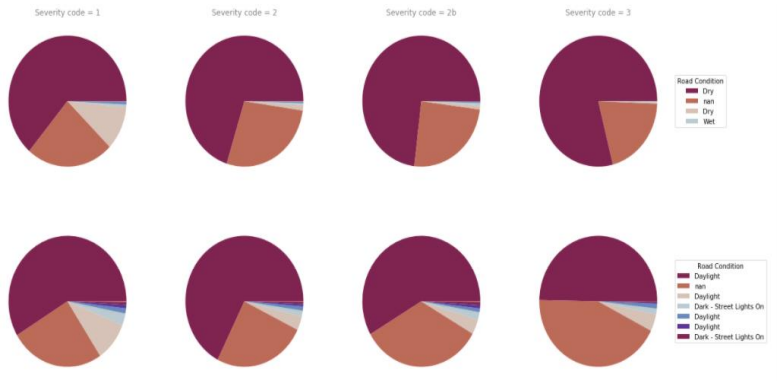 Severity code = 1
Severity code = 2
Severity code = 2b
Severity code = 3
Road Condition
Dry
nan
Dry
Wet
Road Condition
Daylight
nan
Daylight
Dark - Street Lights On
Daylight
Daylight
Dark - Street Lights On